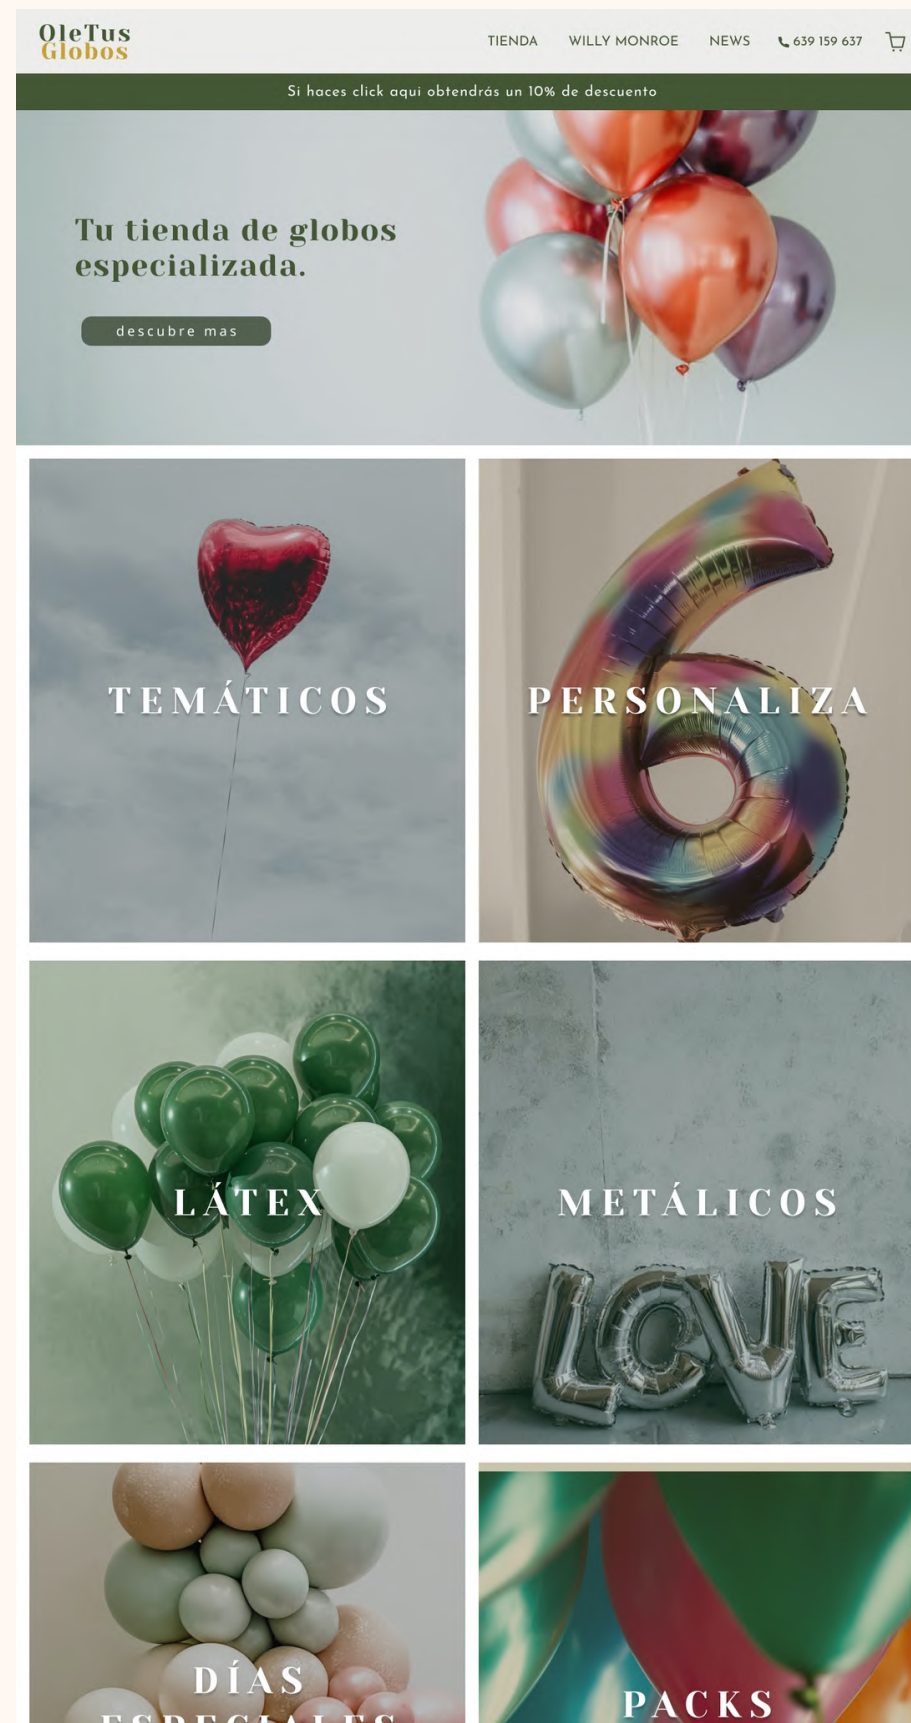 OleTus
Globos
TIENDA WILLY MONROE NEWS 639 159 637
Si haces click aqui obtendrás un 10% de descuento
Tu tienda de globos
especializada.
descubre mas
TEMÁTICOS
PERSONALIZA
LÁTEX
METÁLICOS
LOVE
DÍAS
ESPECIALES
PACKS